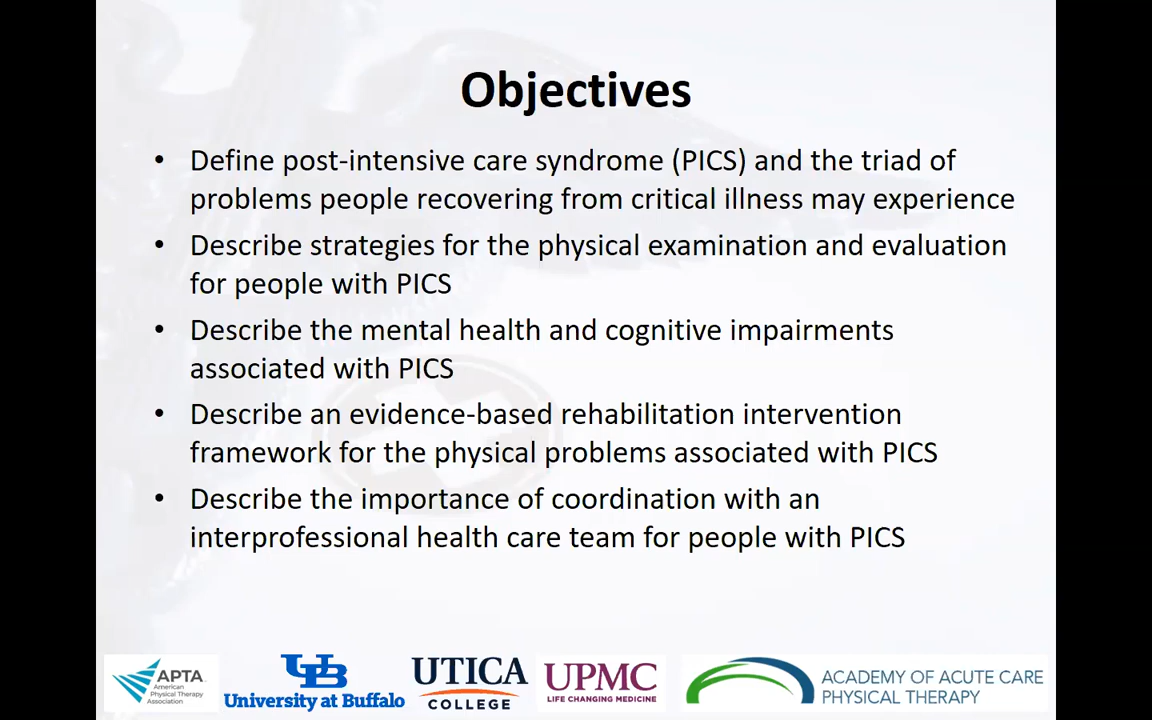 Objectives
• Define post-intensive care syndrome (PICS) and the triad of
problems people recovering from critical illness may experience
• Describe strategies for the physical examination and evaluation
for people with PICS
• Describe the mental health and cognitive impairments
associated with PICS
• Describe an evidence-based rehabilitation intervention
framework for the physical problems associated with PICS
• Describe the importance of coordination with an
interprofessional health care team for people with PICS
APTA
American
Physical Therapy
Association
UB
University at Buffalo
UTICA
COLLEGE
UPMC
LIFE CHANGING MEDICINE
ACADEMY OF ACUTE CARE
PHYSICAL THERAPY